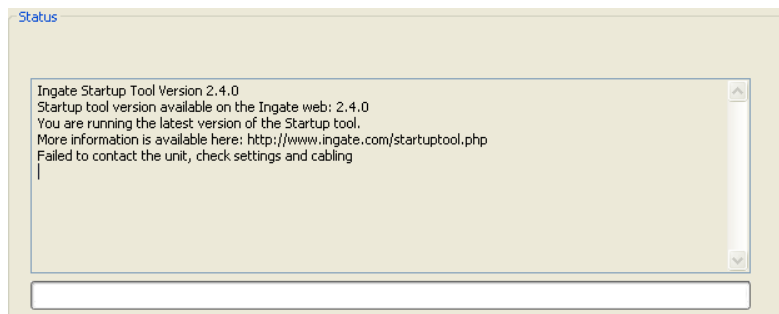 Status
Ingate Startup Tool Version 2.4.0
Startup tool version available on the Ingate web: 2.4.0
You are running the latest version of the Startup tool.
More information is available here: http://www.ingate.com/startuptool.php
Failed to contact the unit, check settings and cabling